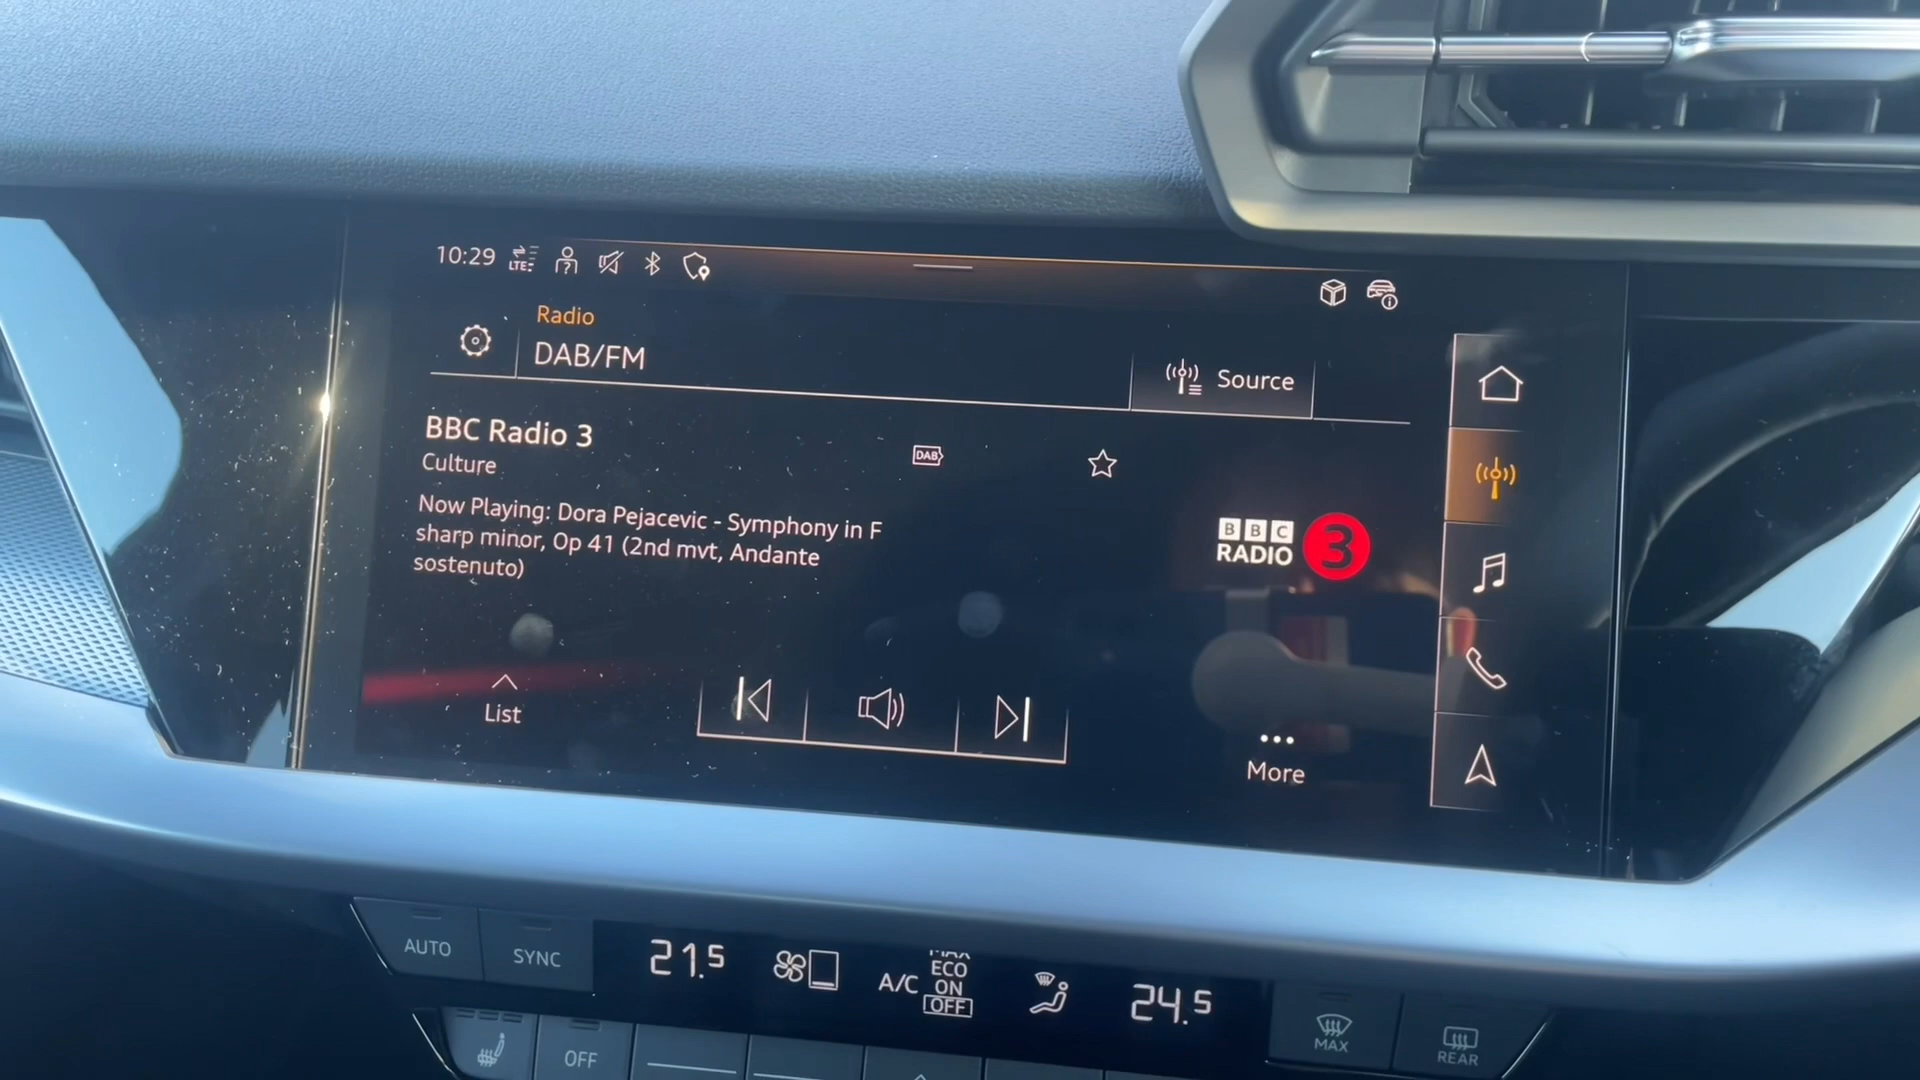 10:29
LTE
Radio
DAB/FM
Source
BBC Radio 3
Culture
DAB
Now Playing: Dora Pejacevic - Symphony in F
sharp minor, Op 41 (2nd mvt, Andante
sostenuto)
BBC
RADIO 3
List
More
AUTO
SYNC
21.5
A/C
MAX
ECO
ON
OFF
24.5
OFF
MAX
REAR